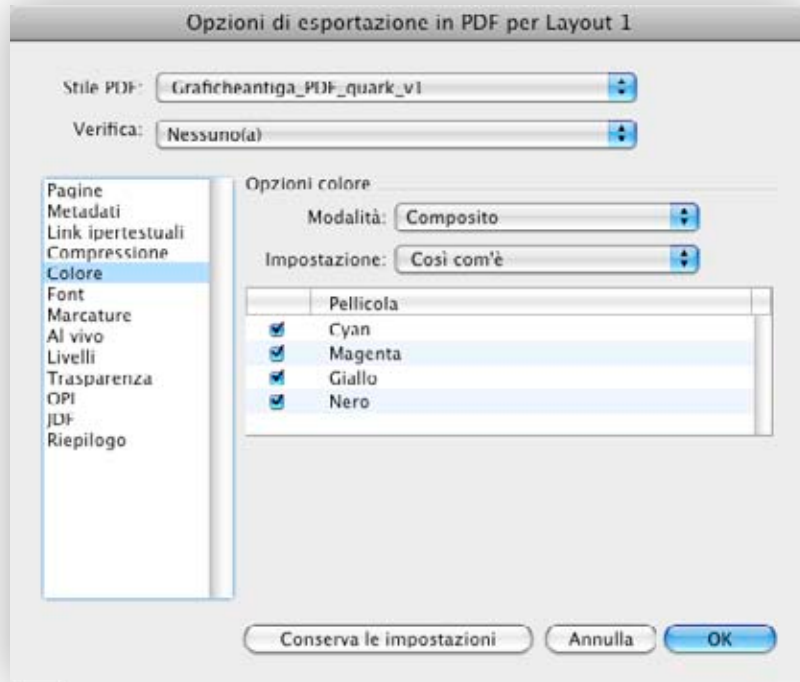 Opzioni di esportazione in PDF per Layout 1
Stile PDF: Graficheantiga_PDF_quark_v1
Verifica: Nessuno(a)
Pagine
Metadati
Link ipertestuali
Compressione
Colore
Font
Marcature
Al vivo
Livelli
Trasparenza
OPI
JDF
Riepilogo
Opzioni colore
Modalità: Composito
Impostazione: Così com'è
Pellicola
Cyan
Magenta
Giallo
Nero
Conserva le impostazioni Annulla OK